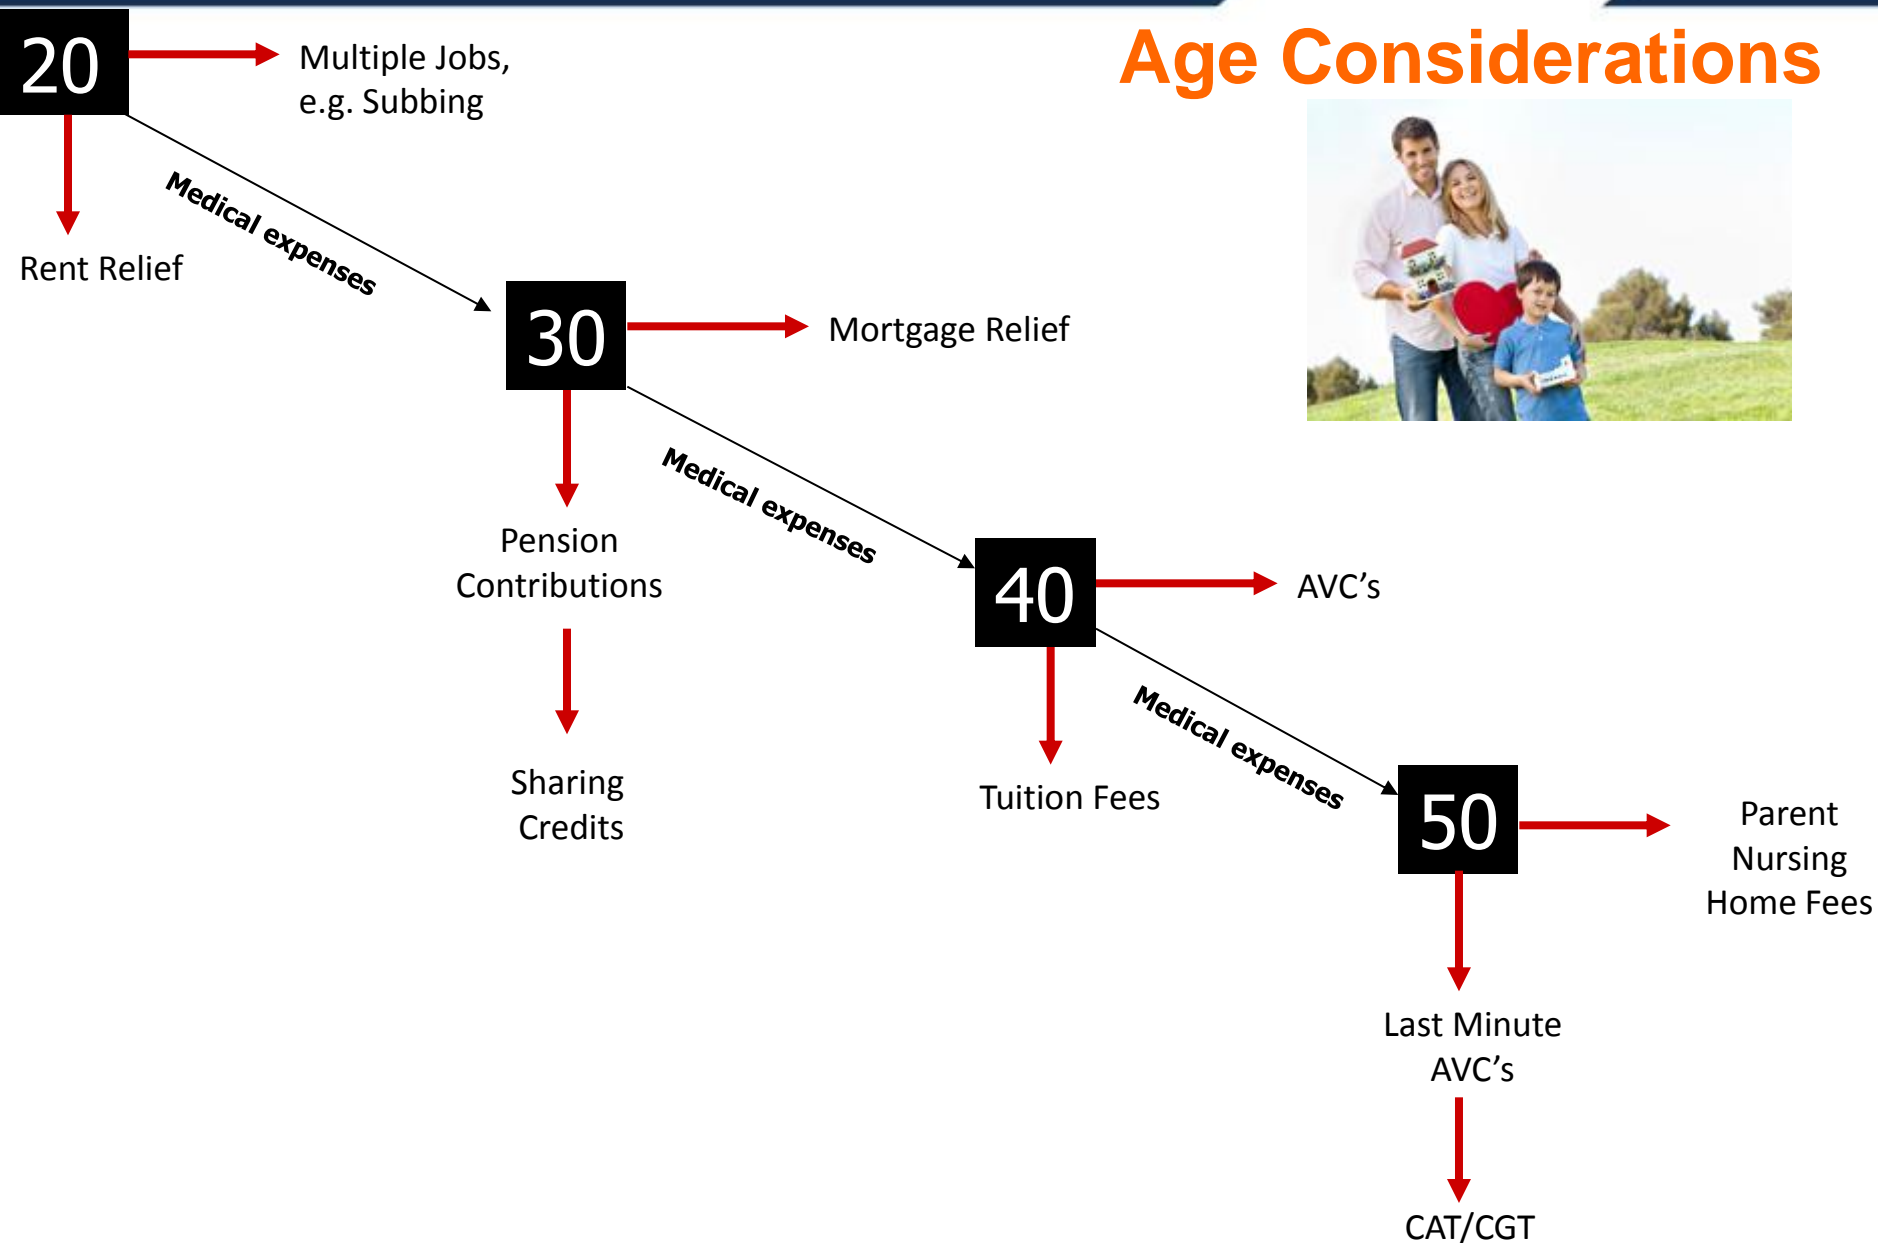 Age Considerations
20
Multiple Jobs,
e.g. Subbing
Rent Relief
Medical expenses
30
Mortgage Relief
Pension
Contributions
Sharing
Credits
Medical expenses
40
AVC’s
Tuition Fees
Medical expenses
50
Parent
Nursing
Home Fees
Last Minute
AVC’s
CAT/CGT